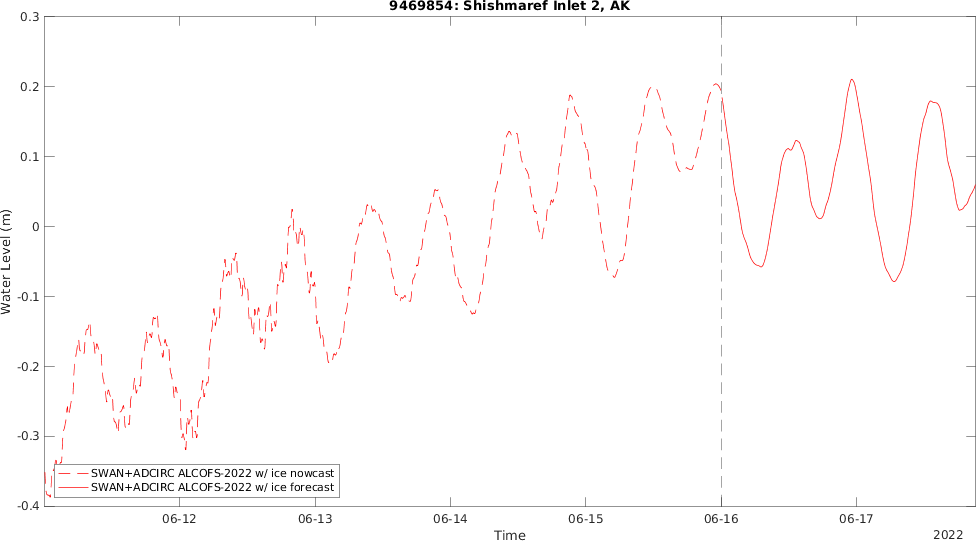 9469854: Shishmaref Inlet 2, AK
0.3
0.2
0.1
0
-0.1
-0.2
-0.3
-0.4
Water Level (m)
SWAN+ADCIRC ALCOFS-2022 w/ ice nowcast
SWAN+ADCIRC ALCOFS-2022 w/ ice forecast
06-12 06-13 06-14 06-15 06-16 06-17
Time
2022